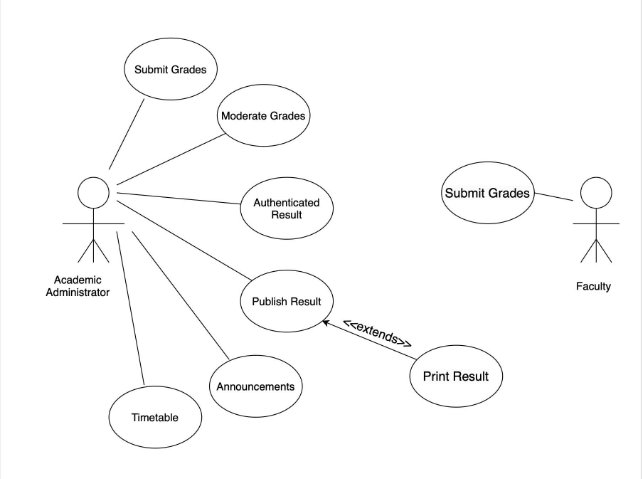 Submit Grades
Moderate Grades
Authenticated
Result
Submit Grades
Academic
Administrator
Faculty
Publish Result
<<extends>>
Print Result
Announcements
Timetable